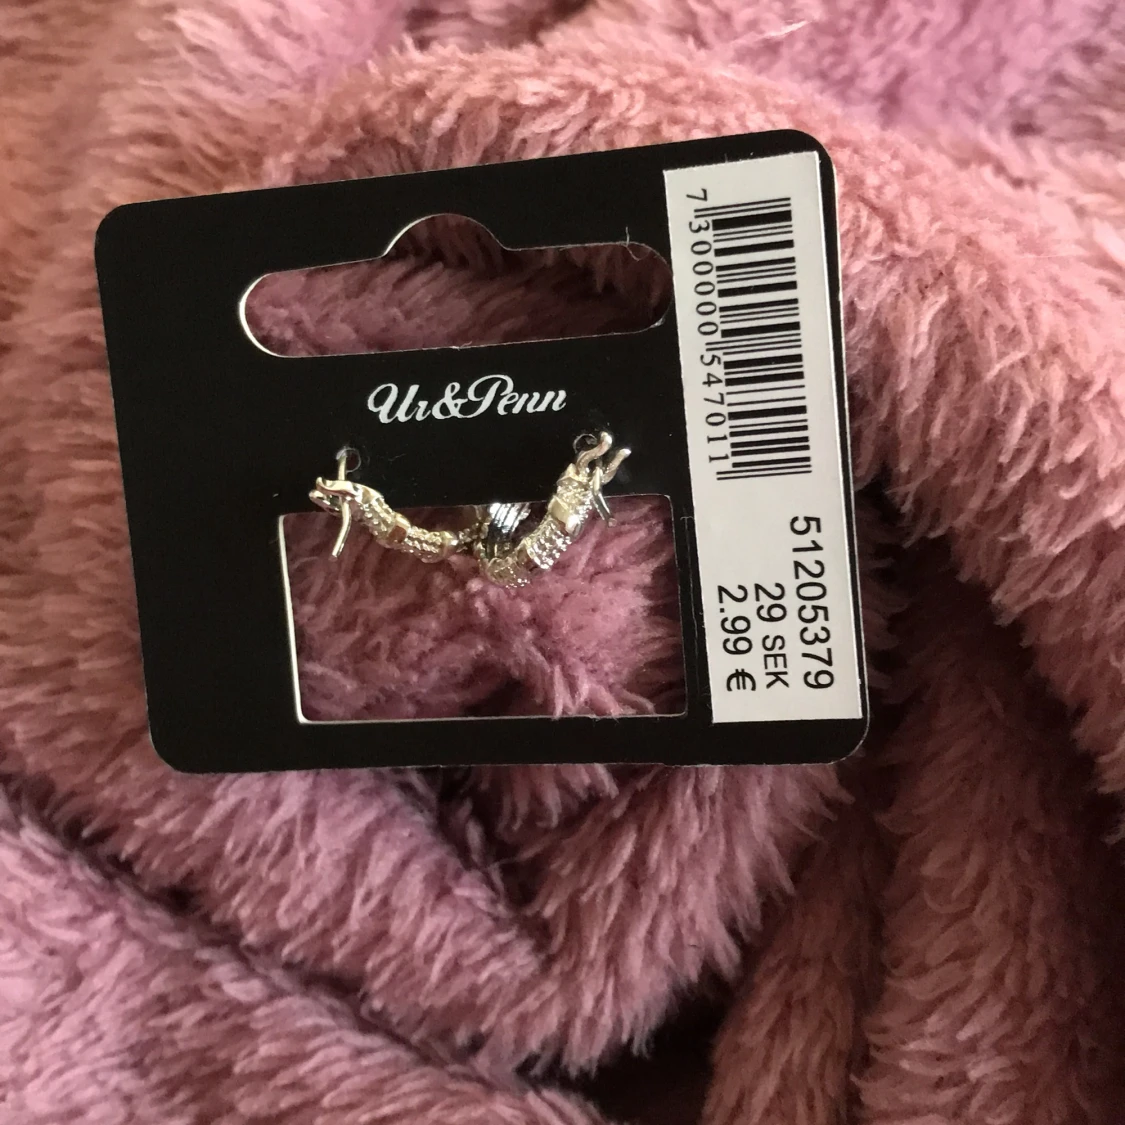 Ur&Penn
7300000547011
51205379
29 SEK
2.99 €